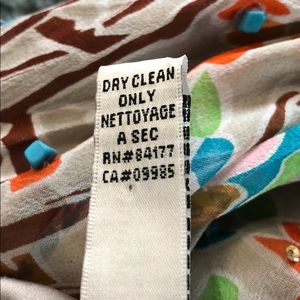 DRY CLEAN
ONLY
NETTOYAGE
A SEC
RN#84177
CA#09985